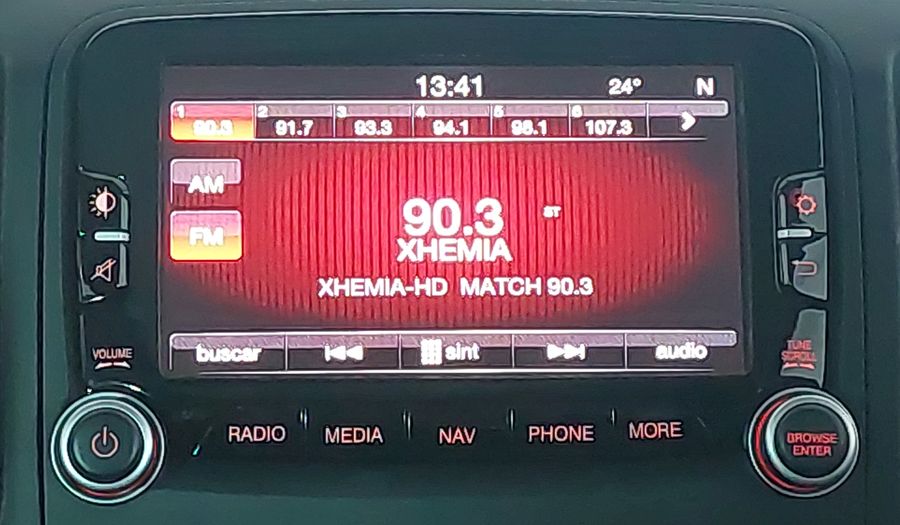 13:41 24° N
1 90.3 2 91.7 3 93.3 4 94.1 5 98.1 6 107.3
AM
90.3 ST
FM
XHEMIA
XHEMIA-HD MATCH 90.3
buscar sint audio
VOLUME
TUNE
SCROLL
RADIO MEDIA NAV PHONE MORE
BROWSE
ENTER